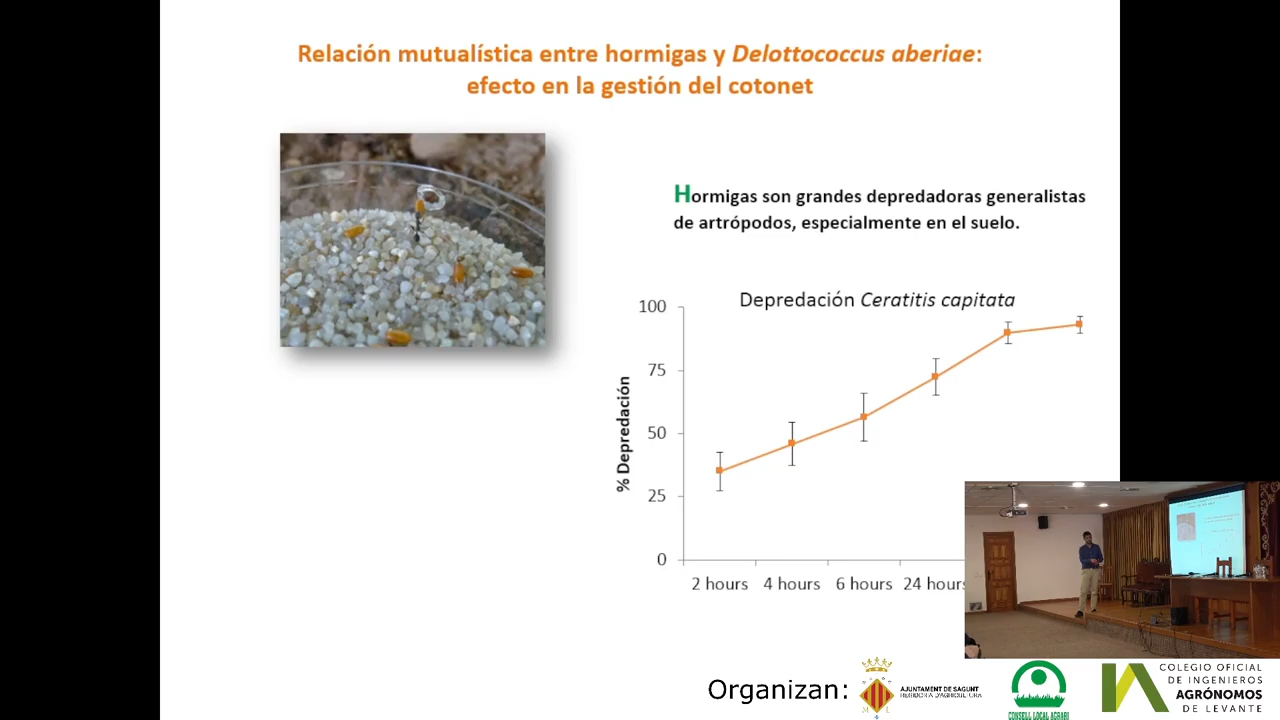 Relación mutualística entre hormigas y Delottococcus aberiae:
efecto en la gestión del cotonet
Hormigas son grandes depredadoras generalistas
de artrópodos, especialmente en el suelo.
Depredación Ceratitis capitata
% Depredación
100
75
50
25
0
2 hours 4 hours 6 hours 24 hours
Organizan:
AJUNTAMENT DE SAGUNT
REGIDORIA D'AGRICULTURA
CONSELL LOCAL AGRARI
COLEGIO OFICIAL
DE INGENIEROS
AGRÓNOMOS
DE LEVANTE